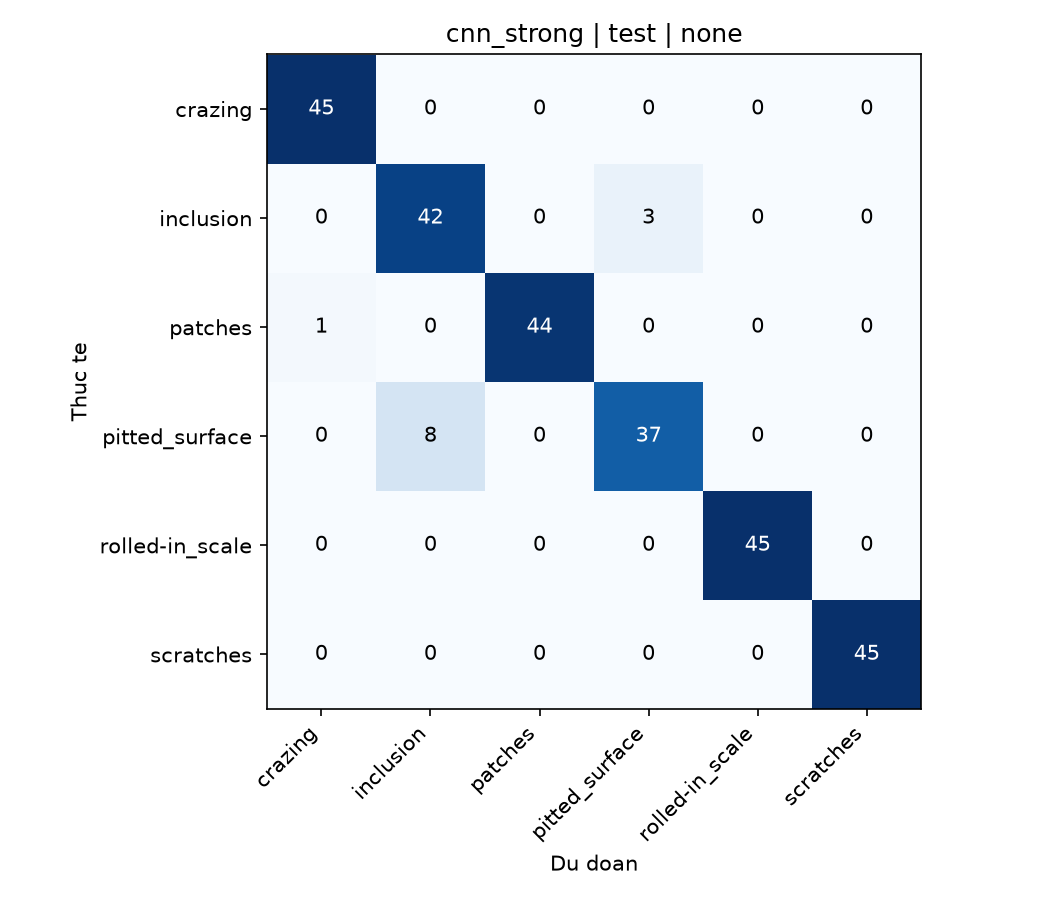 cnn_strong | test | none
crazing 45 0 0 0 0 0
inclusion 0 42 0 3 0 0
patches 1 0 44 0 0 0
Thuc te
pitted_surface 0 8 0 37 0 0
rolled-in_scale 0 0 0 0 45 0
scratches 0 0 0 0 0 45
crazing inclusion patches pitted_surface rolled-in_scale scratches
Du doan